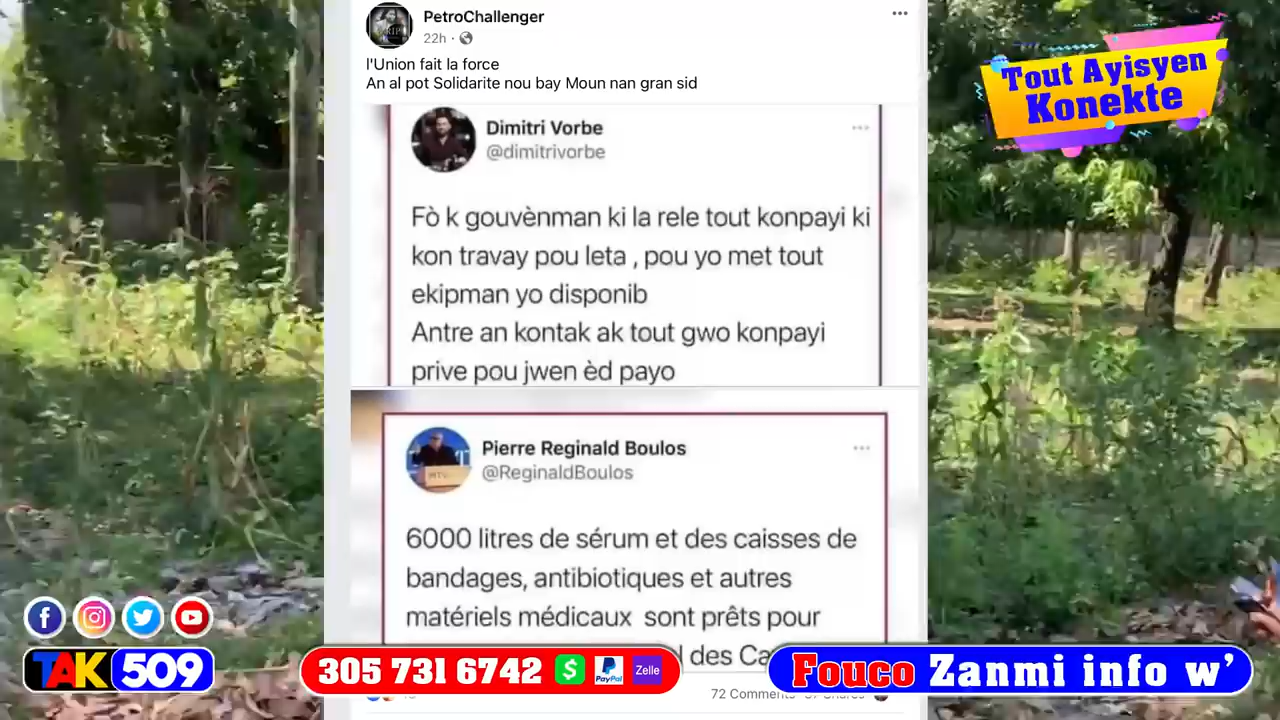 PetroChallenger
22h
l'Union fait la force
An al pot Solidarite nou bay Moun nan gran sid
Dimitri Vorbe
@dimitrivorbe
Fò k gouvènman ki la rele tout konpayi ki
kon travay pou leta , pou yo met tout
ekipman yo disponib
Antre an kontak ak tout gwo konpayi
prive pou jwen èd payo
Pierre Reginald Boulos
@ReginaldBoulos
6000 litres de sérum et des caisses de
bandages, antibiotiques et autres
matériels médicaux sont prêts pour
des
72 Comments
Tout Ayisyen
Konekte
TAK 509
305 731 6742
$
PayPal
Zelle
Fouco Zanmi info w'